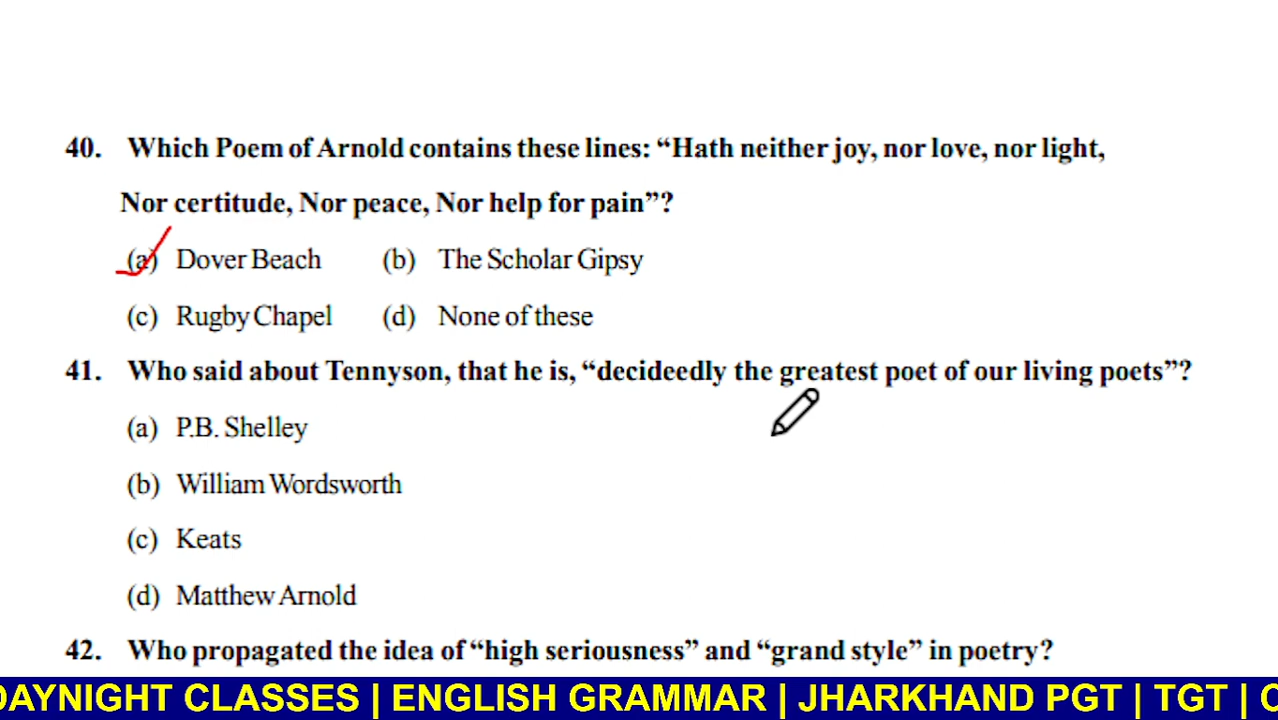 40. Which Poem of Arnold contains these lines: “Hath neither joy, nor love, nor light,
Nor certitude, Nor peace, Nor help for pain”?
(a) Dover Beach (b) The Scholar Gipsy
(c) Rugby Chapel (d) None of these
41. Who said about Tennyson, that he is, “decideedly the greatest poet of our living poets”?
(a) P.B. Shelley
(b) William Wordsworth
(c) Keats
(d) Matthew Arnold
42. Who propagated the idea of “high seriousness” and “grand style” in poetry?
DAYNIGHT CLASSES | ENGLISH GRAMMAR | JHARKHAND PGT | TGT | C